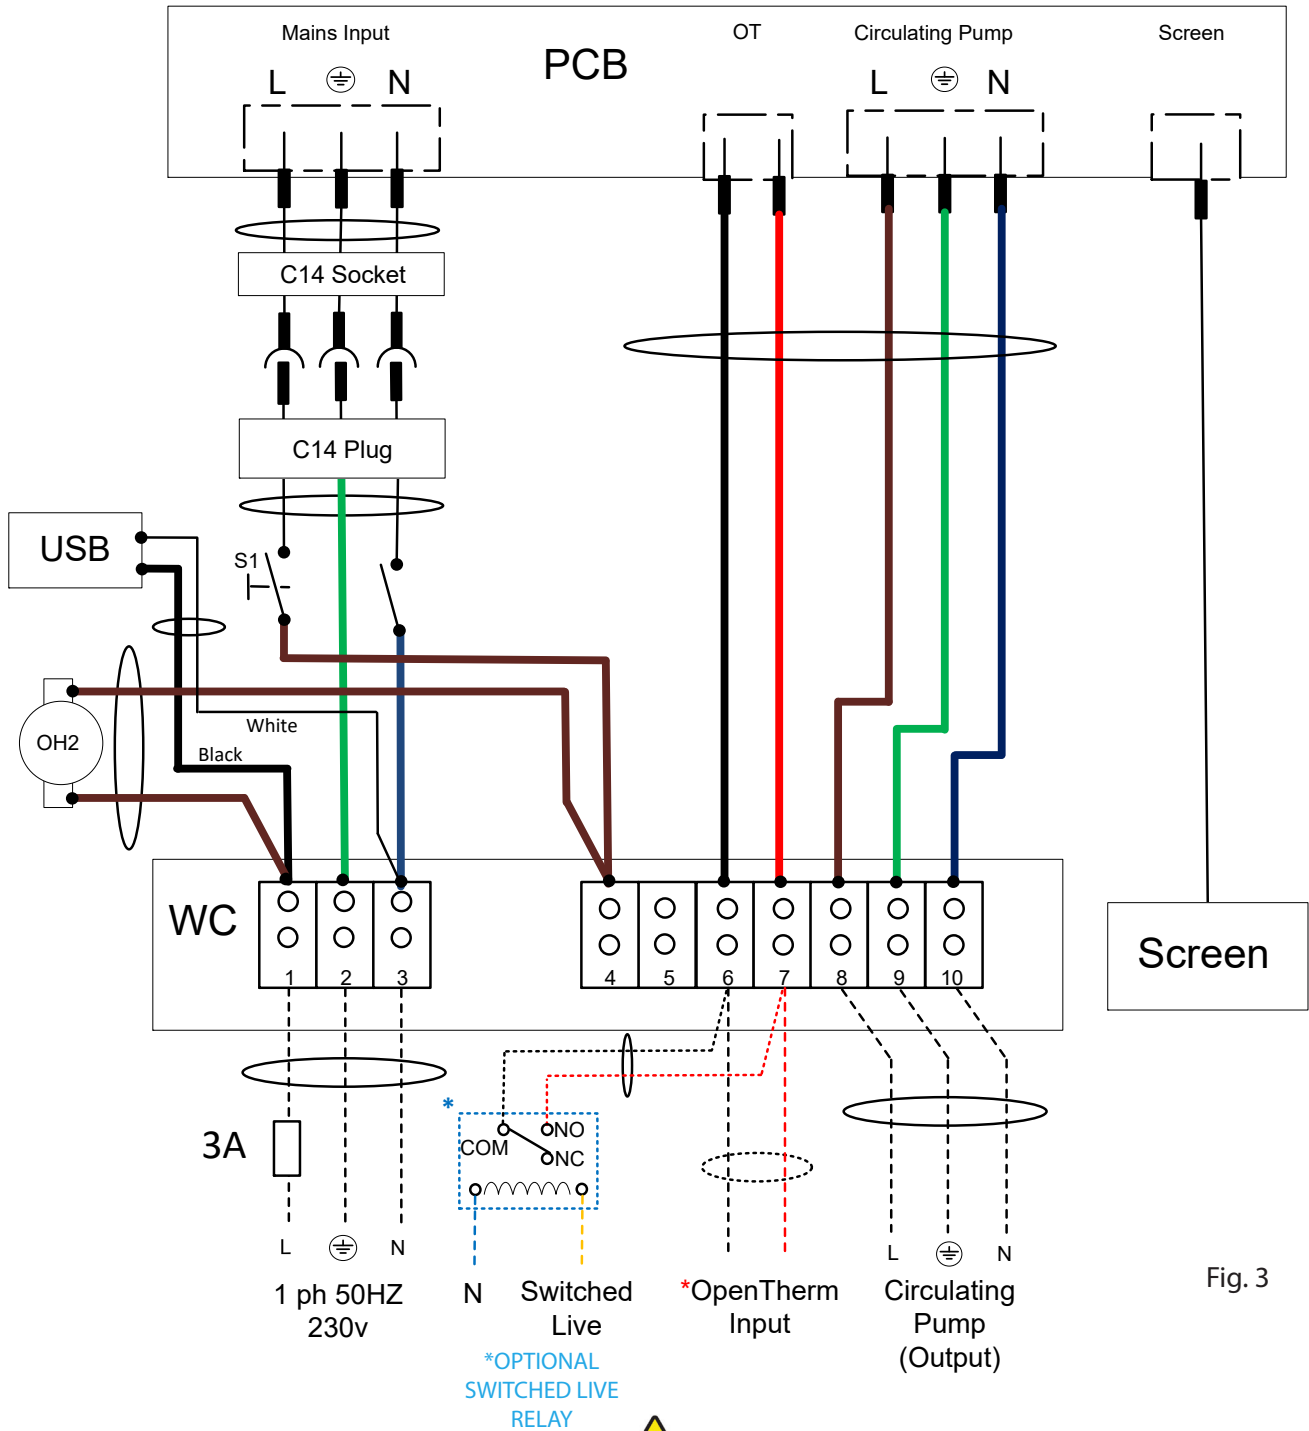 Mains Input
OT
Circulating Pump
Screen
PCB
L
N
L
N
C14 Socket
C14 Plug
USB
S1
White
Black
OH2
WC
1
2
3
4
5
6
7
8
9
10
Screen
*
3A
COM
NO
NC
L
N
1 ph 50HZ
230v
N
Switched
Live
*OPTIONAL
SWITCHED LIVE
RELAY
*OpenTherm
Input
L
N
Circulating
Pump
(Output)
Fig. 3